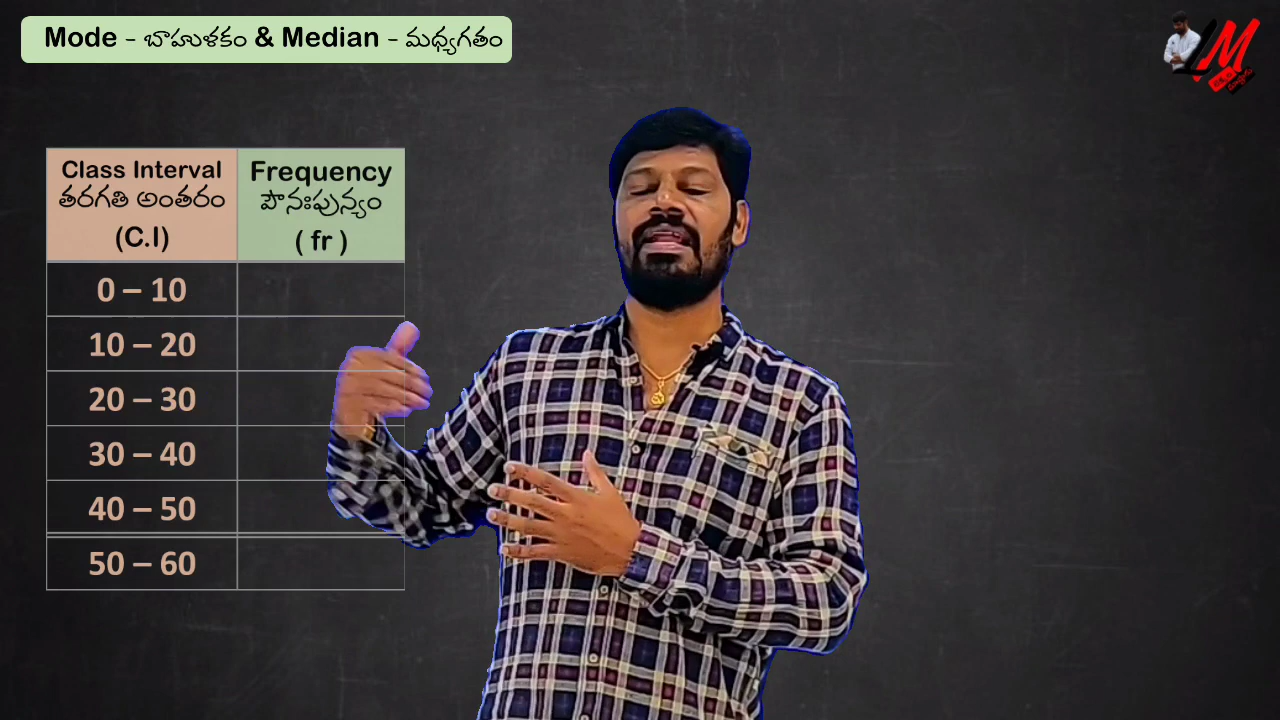 Mode - బాహుళకం & Median - మధ్యగతం
LM
Class Interval
తరగతి అంతరం
(C.I)
Frequency
పౌనఃపున్యం
( fr )
0 – 10
10 – 20
20 – 30
30 – 40
40 – 50
50 – 60